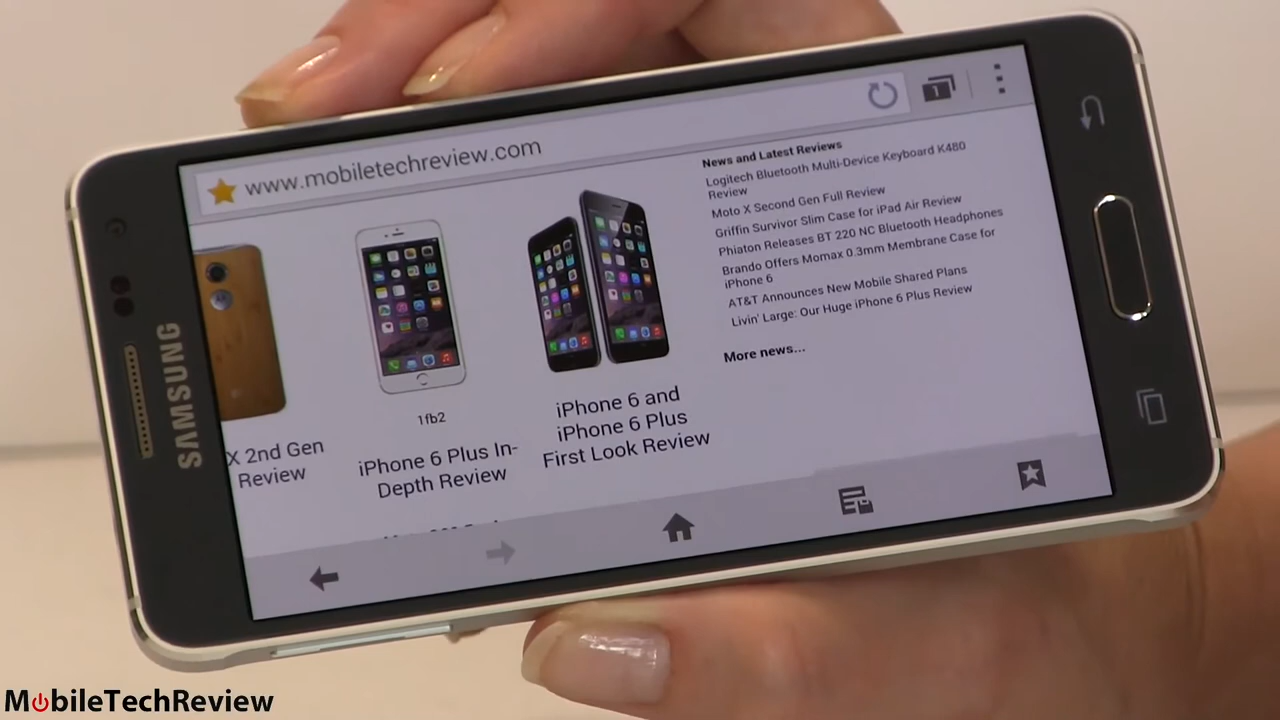 www.mobiletechreview.com
1
SAMSUNG
X 2nd Gen
Review
1fb2
iPhone 6 Plus In-
Depth Review
iPhone 6 and
iPhone 6 Plus
First Look Review
News and Latest Reviews
Logitech Bluetooth Multi-Device Keyboard K480
Review
Moto X Second Gen Full Review
Griffin Survivor Slim Case for iPad Air Review
Phiaton Releases BT 220 NC Bluetooth Headphones
Brando Offers Momax 0.3mm Membrane Case for
iPhone 6
AT&T Announces New Mobile Shared Plans
Livin' Large: Our Huge iPhone 6 Plus Review
More news...
MobileTechReview